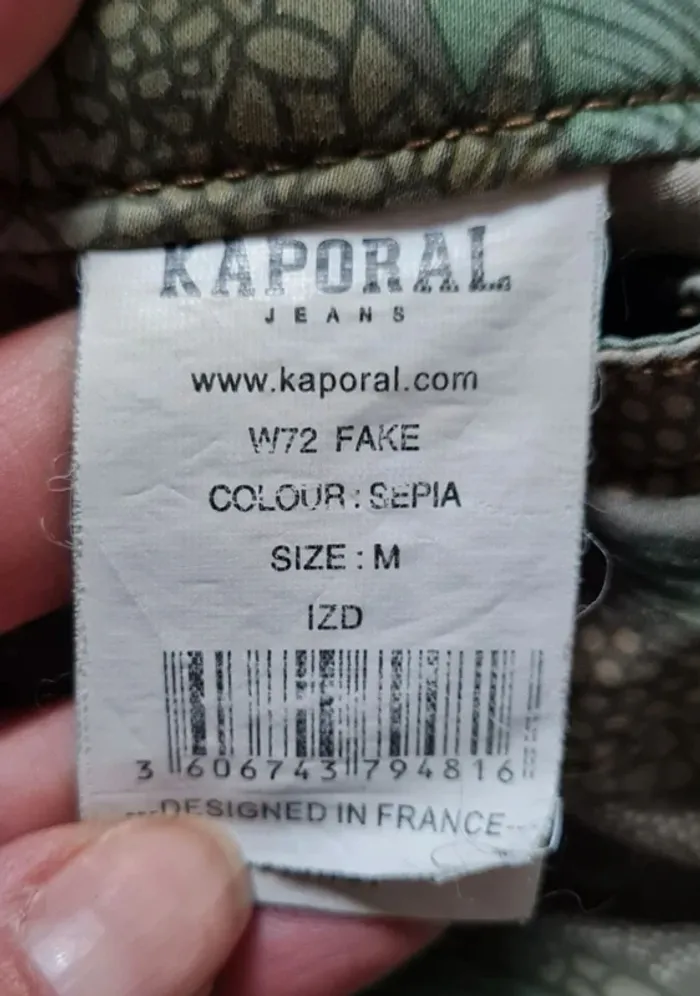 KAPORAL
JEANS
www.kaporal.com
W72 FAKE
COLOUR : SEPIA
SIZE : M
IZD
3 606743 794816
---DESIGNED IN FRANCE---